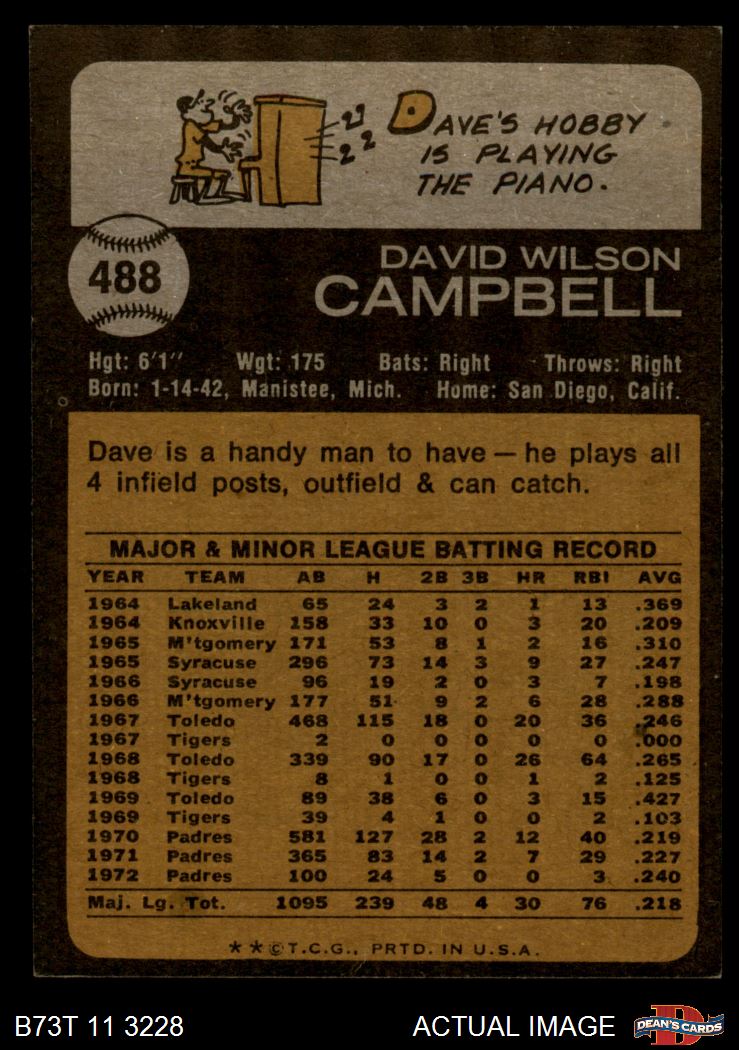 DAVE'S HOBBY
IS PLAYING
THE PIANO.
488
DAVID WILSON
CAMPBELL
Hgt: 6'1" Wgt: 175 Bats: Right Throws: Right
Born: 1-14-42, Manistee, Mich. Home: San Diego, Calif.
Dave is a handy man to have — he plays all
4 infield posts, outfield & can catch.
MAJOR & MINOR LEAGUE BATTING RECORD
YEAR TEAM AB H 2B 3B HR RBI AVG
1964 Lakeland 65 24 3 2 1 13 .369
1964 Knoxville 158 33 10 0 3 20 .209
1965 M'tgomery 171 53 8 1 2 16 .310
1965 Syracuse 296 73 14 3 9 27 .247
1966 Syracuse 96 19 2 0 3 7 .198
1966 M'tgomery 177 51 9 2 6 28 .288
1967 Toledo 468 115 18 0 20 36 .246
1967 Tigers 2 0 0 0 0 0 .000
1968 Toledo 339 90 17 0 26 64 .265
1968 Tigers 8 1 0 0 1 2 .125
1969 Toledo 89 38 6 0 3 15 .427
1969 Tigers 39 4 1 0 0 2 .103
1970 Padres 581 127 28 2 12 40 .219
1971 Padres 365 83 14 2 7 29 .227
1972 Padres 100 24 5 0 0 3 .240
Maj. Lg. Tot. 1095 239 48 4 30 76 .218
**©T.C.G., PRTD. IN U.S.A.
B73T 11 3228 ACTUAL IMAGE DEAN'S CARDS